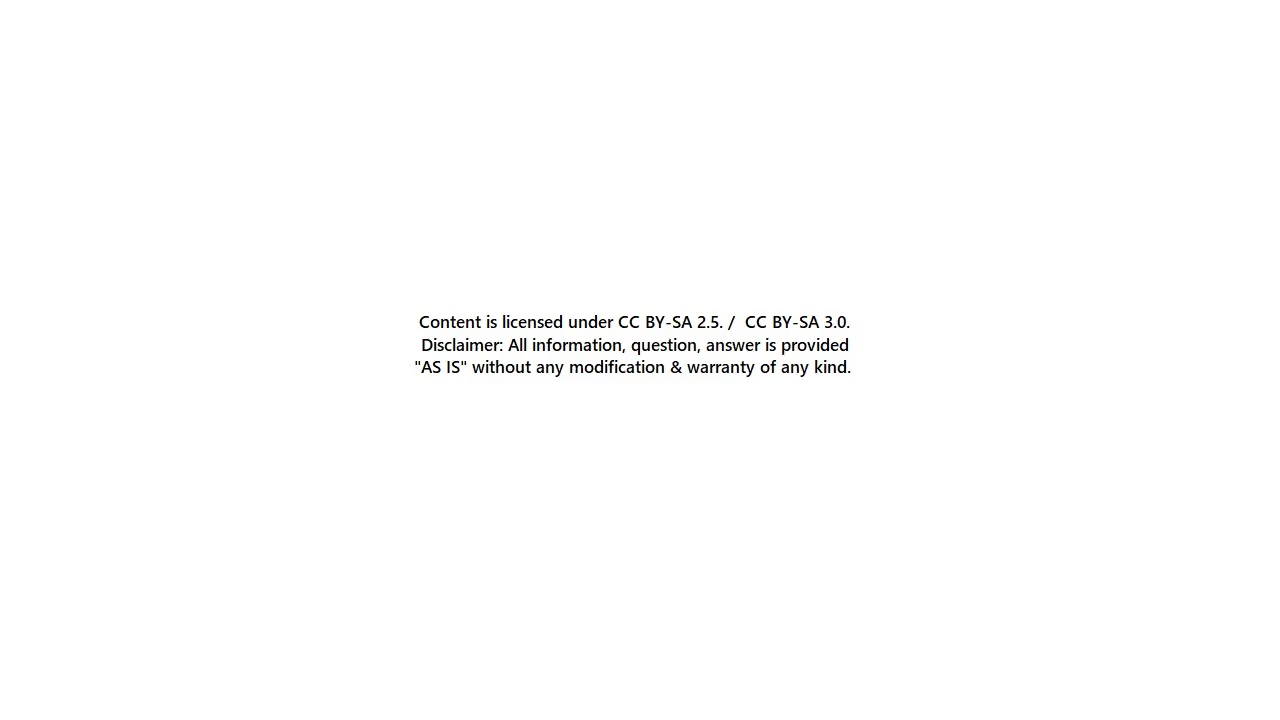 Content is licensed under CC BY-SA 2.5. /  CC BY-SA 3.0.
Disclaimer: All information, question, answer is provided
"AS IS" without any modification & warranty of any kind.